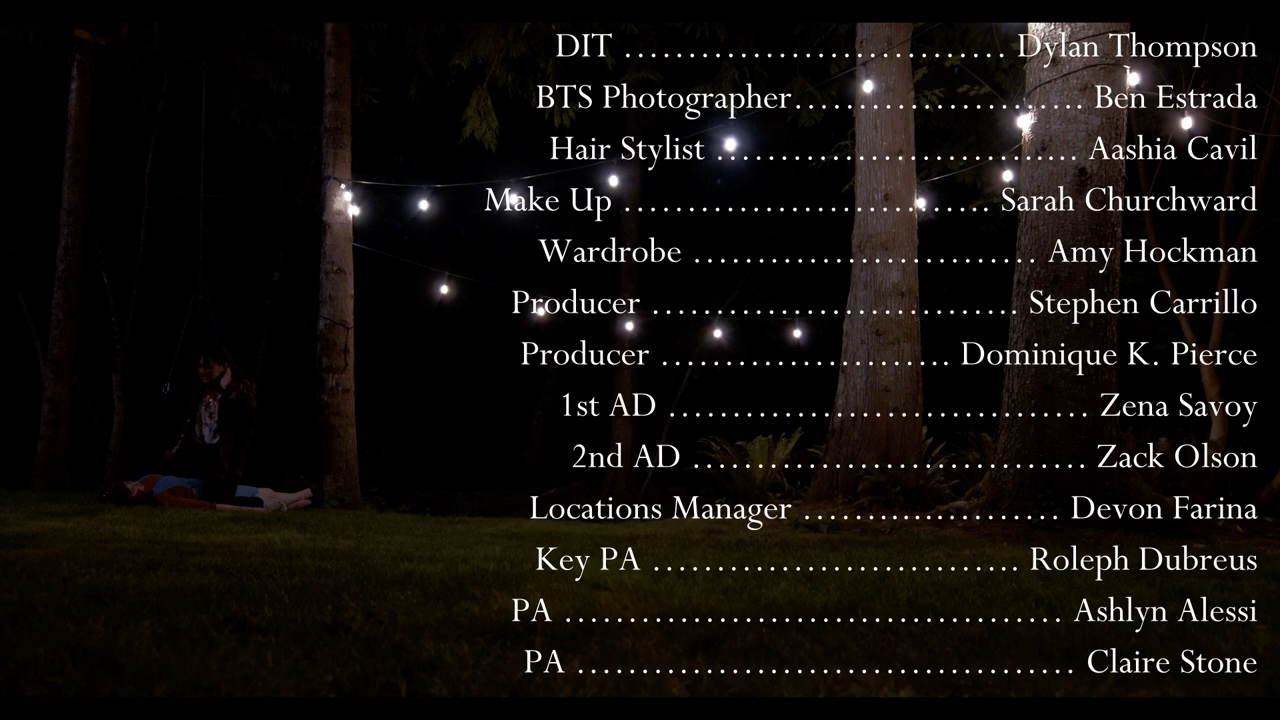 DIT ................................. Dylan Thompson
BTS Photographer......................... Ben Estrada
Hair Stylist ............................... Aashia Cavil
Make Up ................................ Sarah Churchward
Wardrobe .............................. Amy Hockman
Producer ................................ Stephen Carrillo
Producer ......................... Dominique K. Pierce
1st AD .................................... Zena Savoy
2nd AD .................................. Zack Olson
Locations Manager ...................... Devon Farina
Key PA ................................ Roleph Dubreus
PA ........................................... Ashlyn Alessi
PA ........................................... Claire Stone